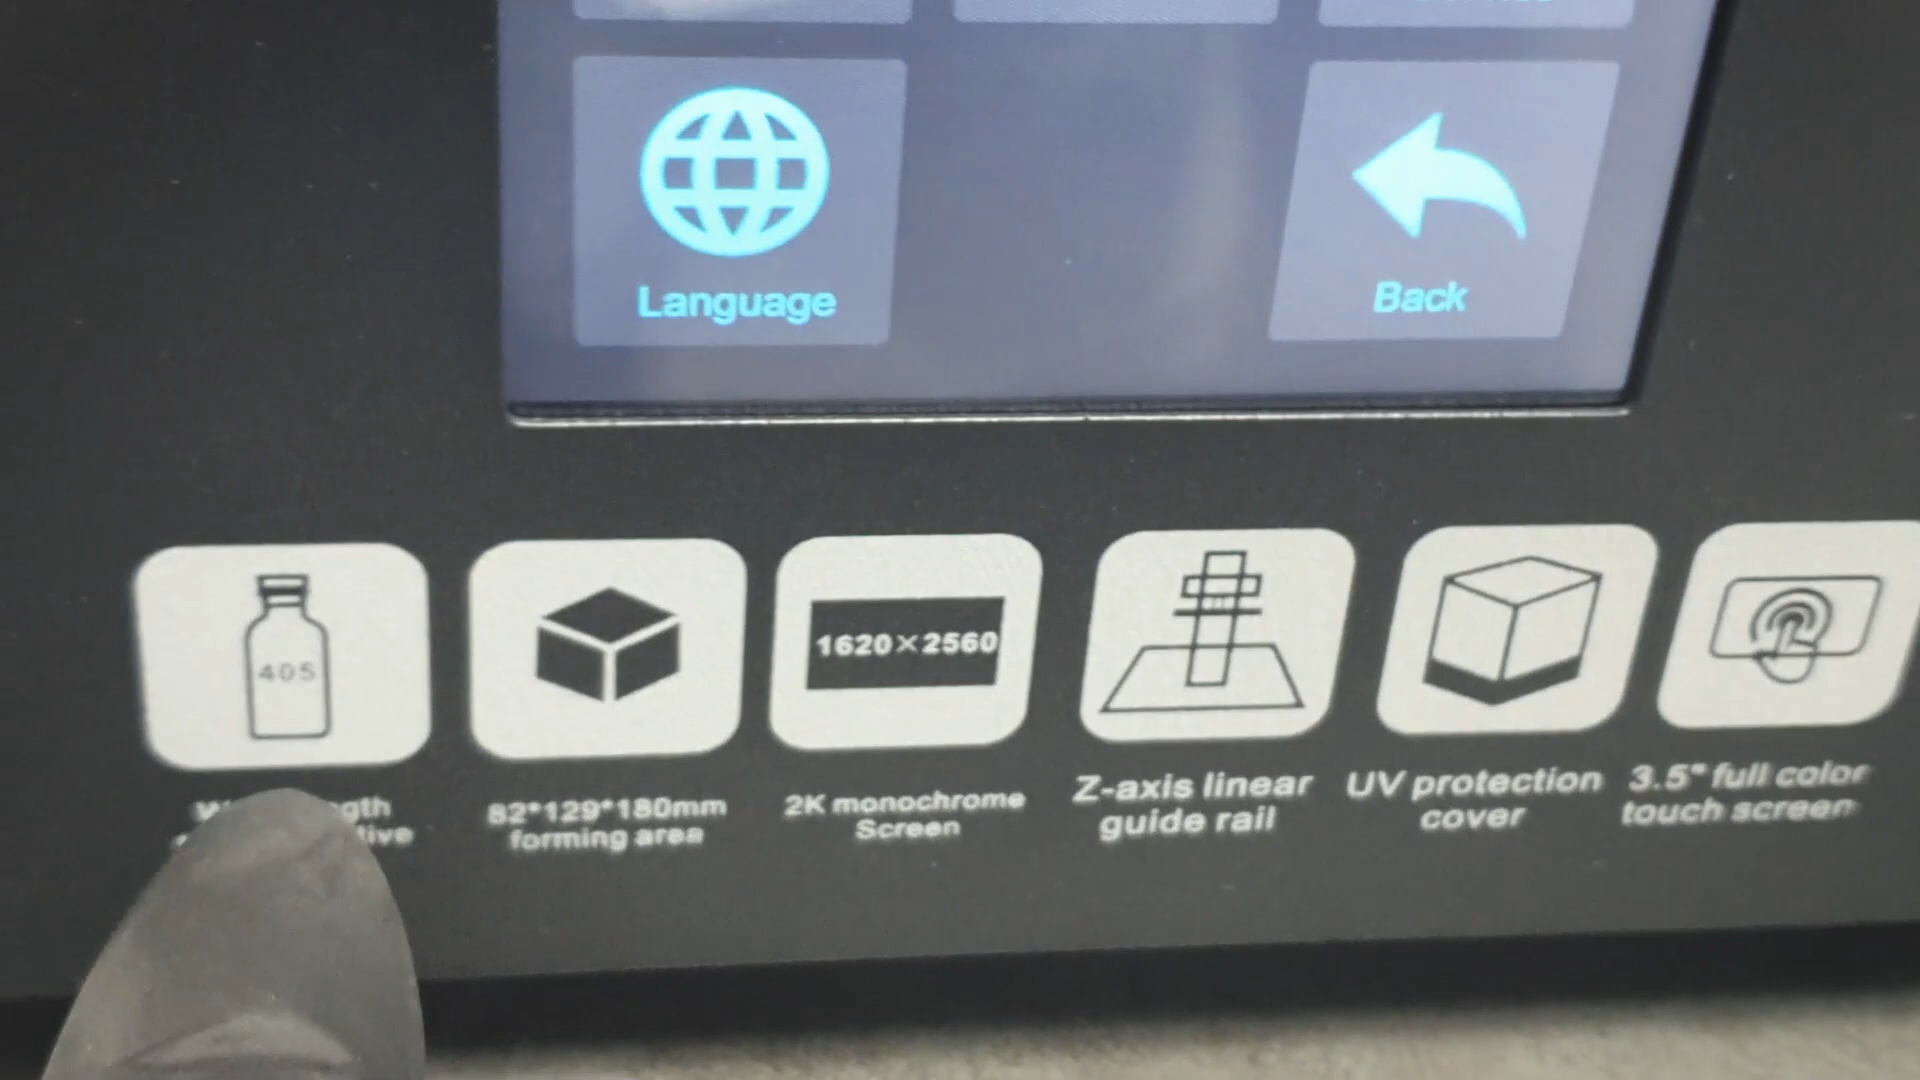 Language
Back
405
1620×2560
82*129*180mm
forming area
2K monochrome
Screen
Z-axis linear
guide rail
UV protection
cover
3.5" full color
touch screen